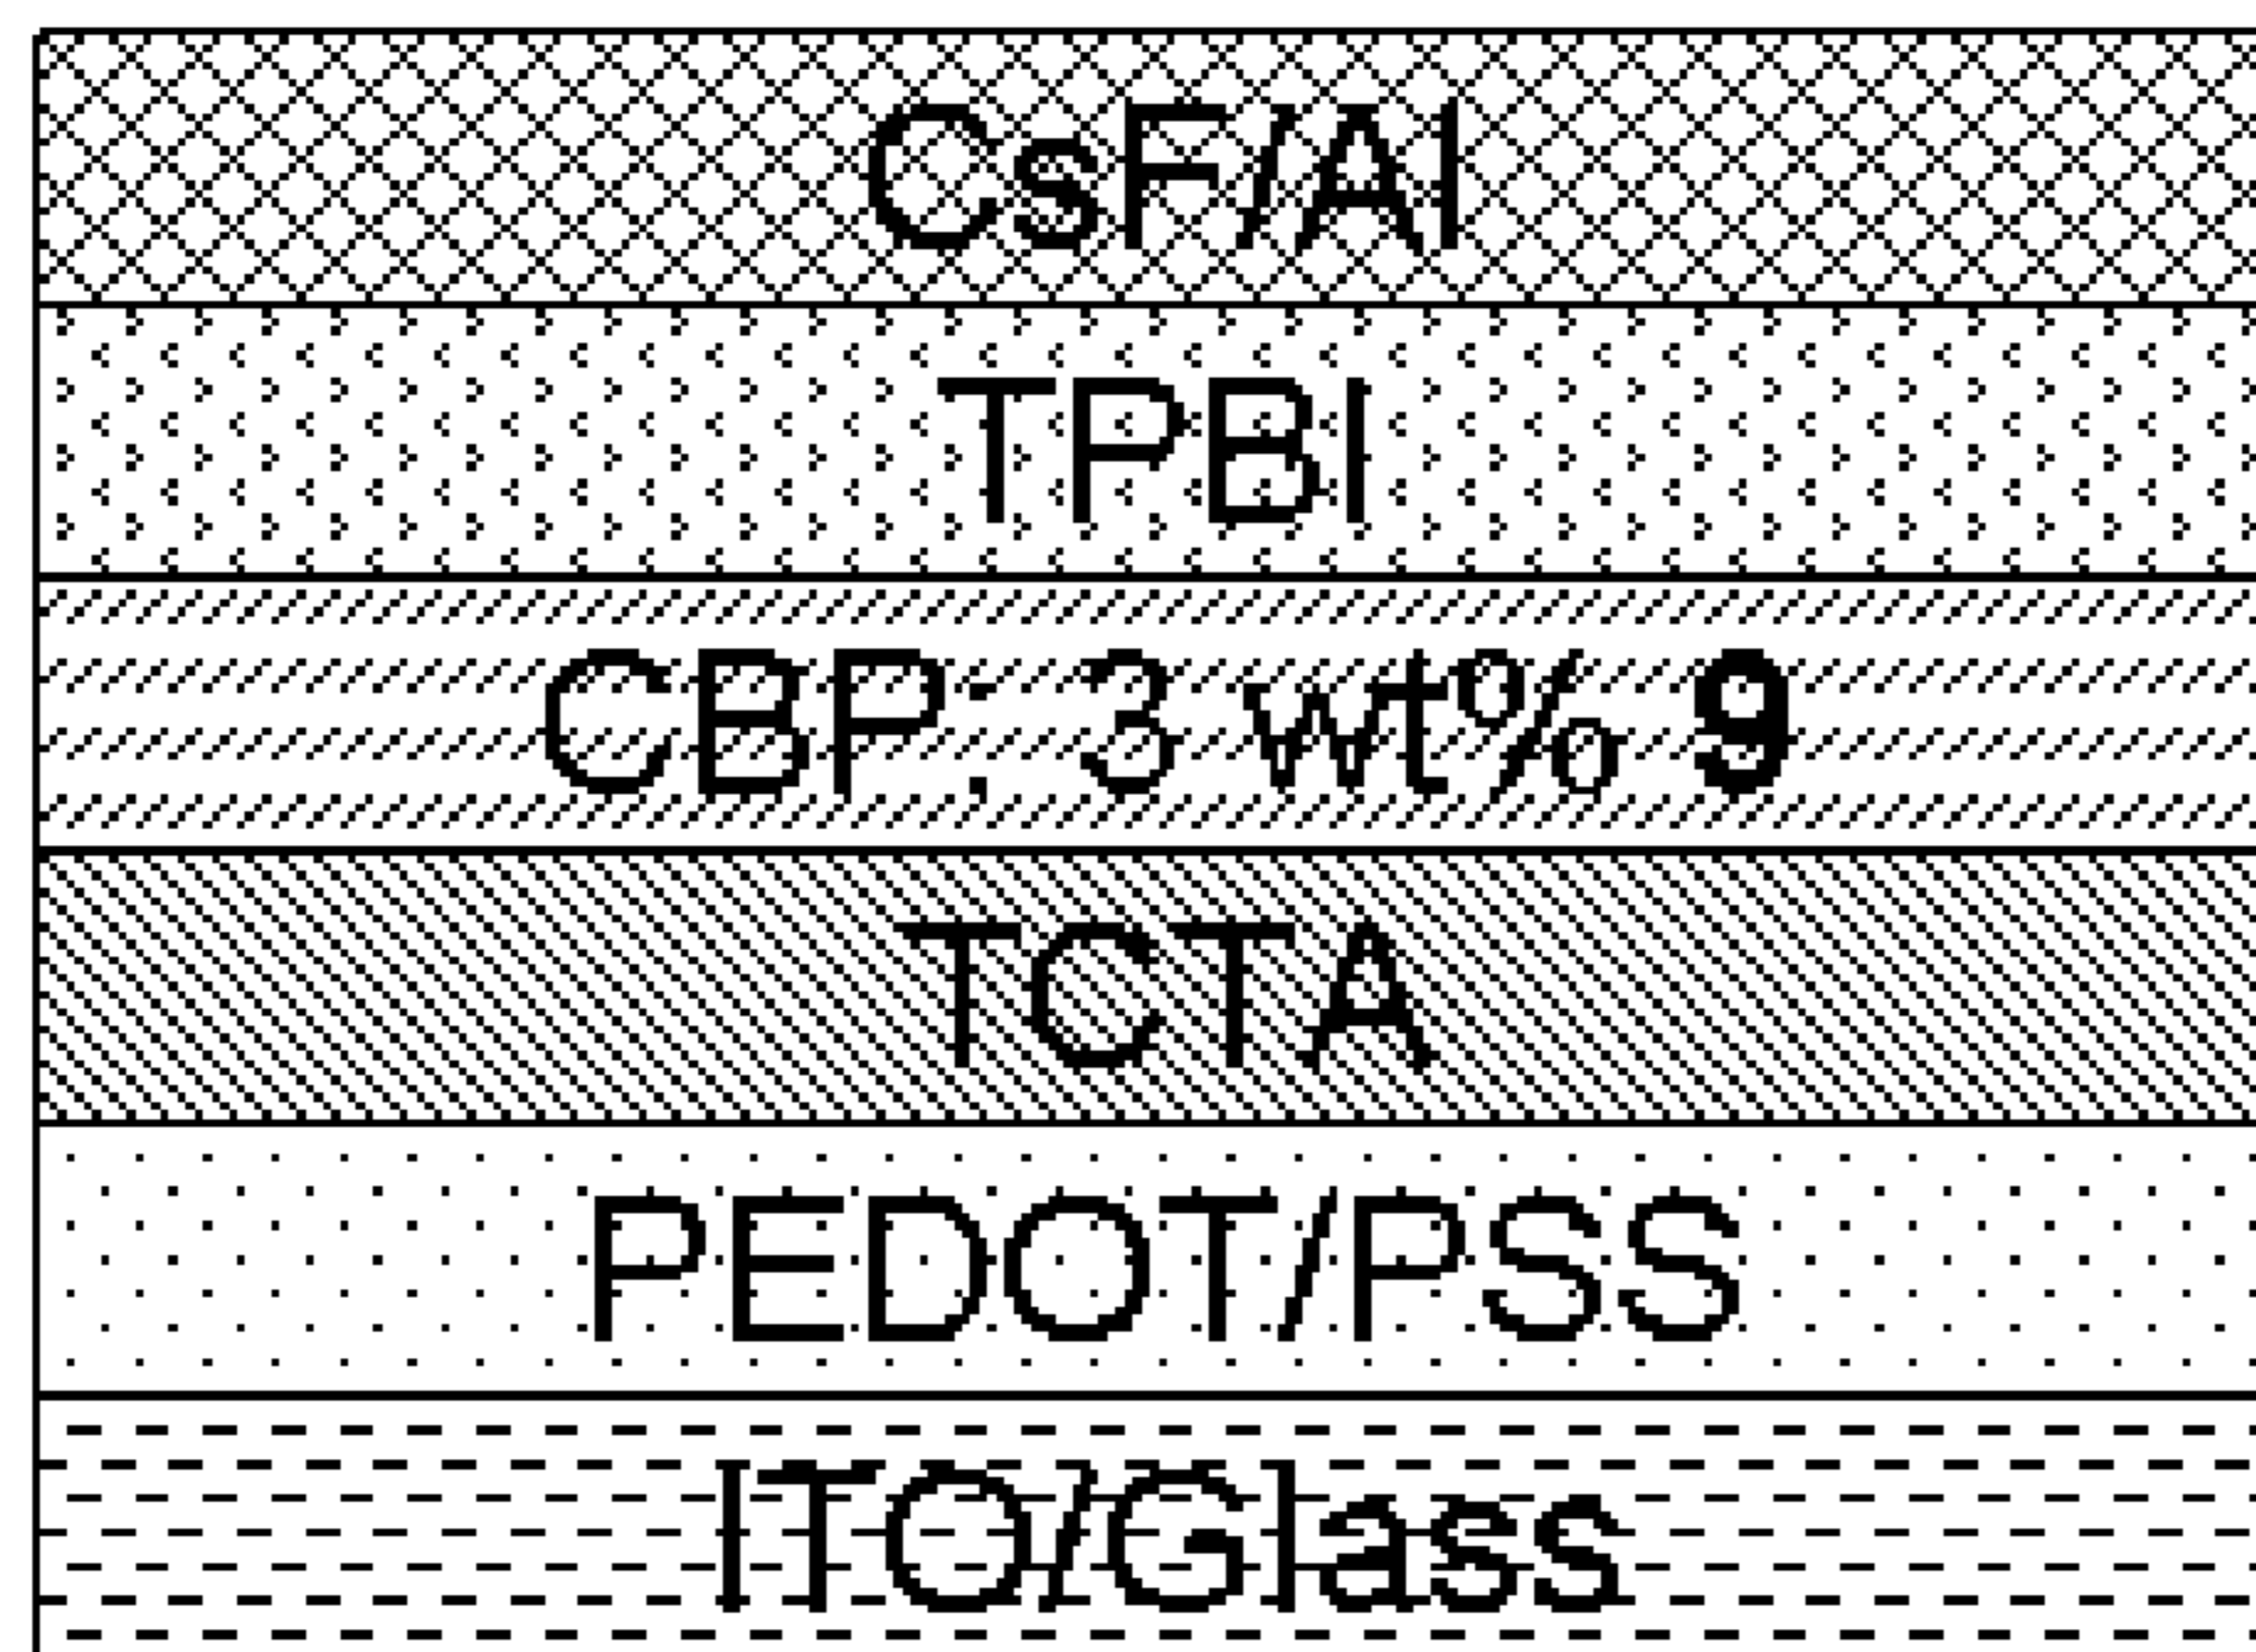 CsF/Al
TPBI
CBP: 3 wt% 9
TCTA
PEDOT/PSS
ITO/Glass